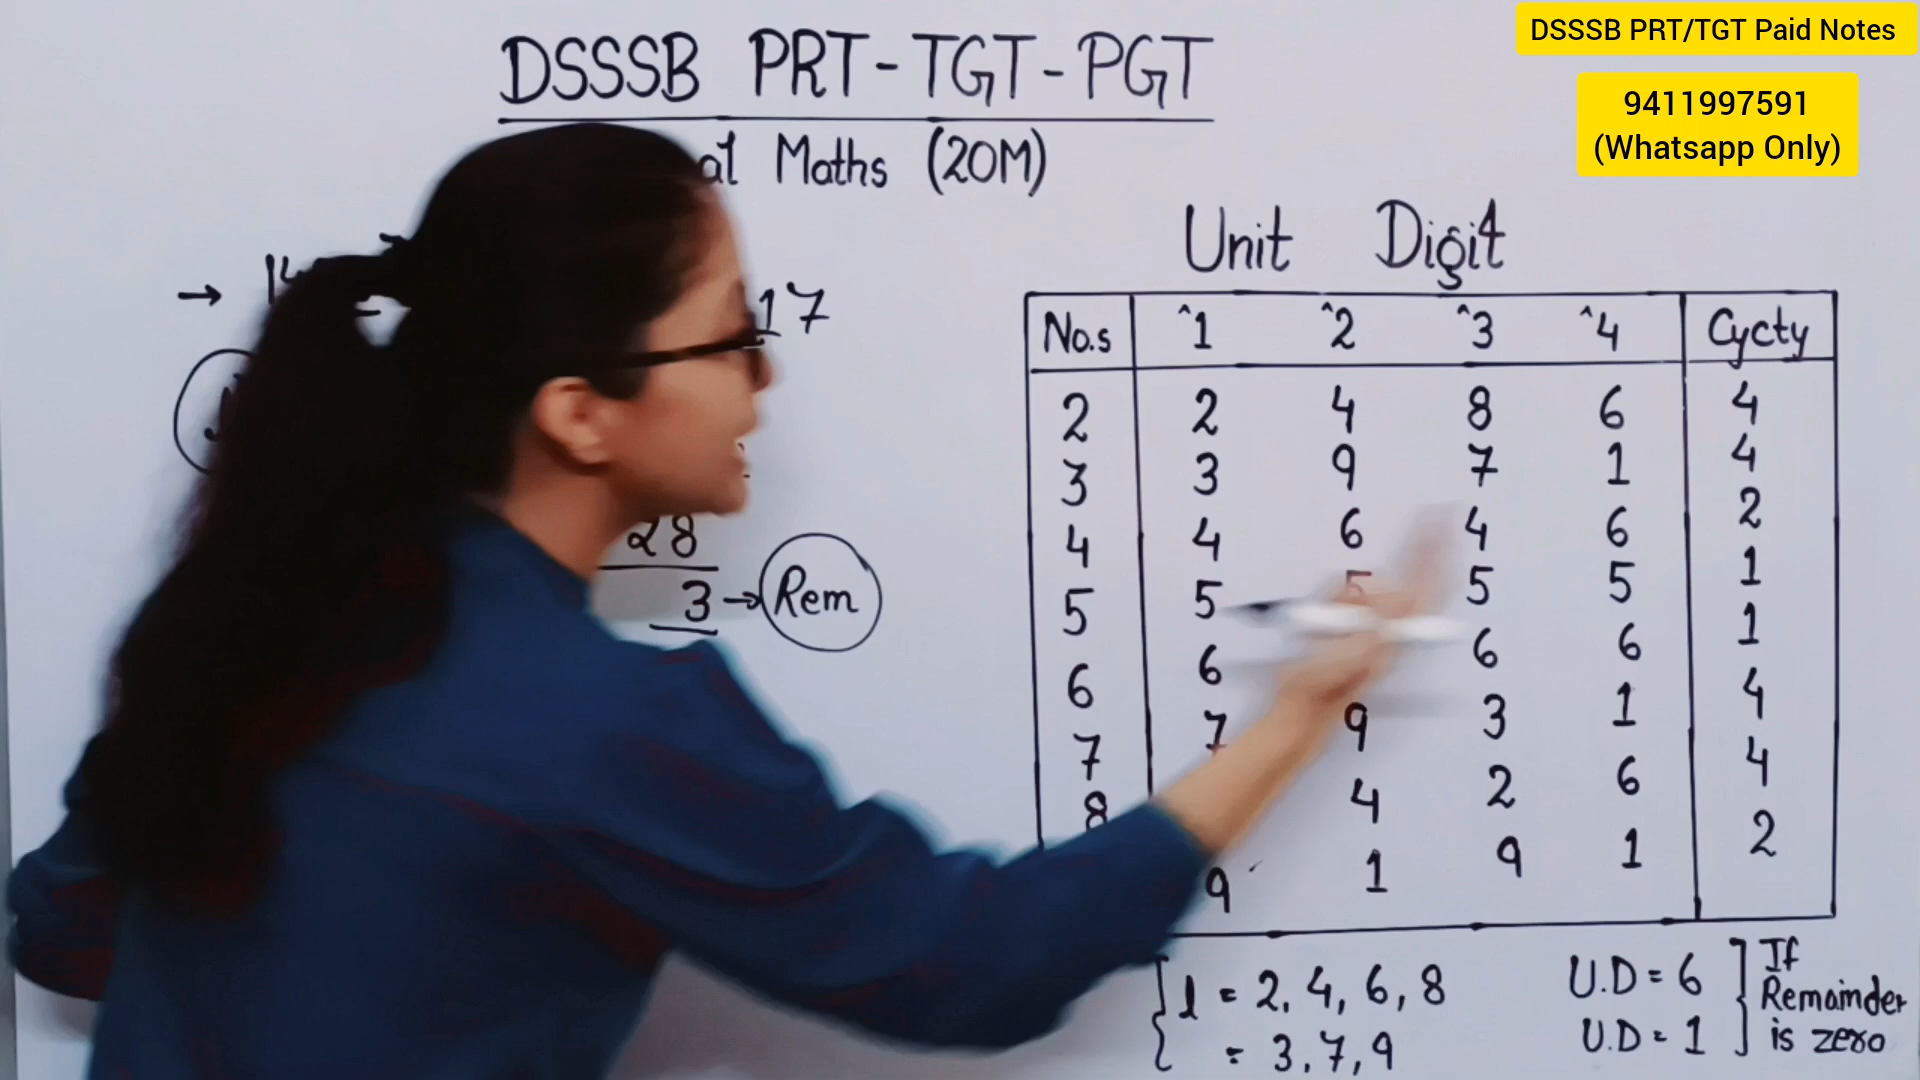 DSSSB PRT/TGT Paid Notes
9411997591
(Whatsapp Only)
DSSSB PRT-TGT-PGT
Maths (20M)
→ 17
28
3 → Rem
Unit Digit
No.s ^1 ^2 ^3 ^4 Cycty
2 2 4 8 6 4
3 3 9 7 1 4
4 4 6 4 6 2
5 5 5 5 5 1
6 6 6 6 1
7 7 9 3 1 4
8 4 2 6 4
9 1 9 1 2
l = 2, 4, 6, 8 U.D = 6
= 3, 7, 9 U.D = 1
If
Remainder
is zero